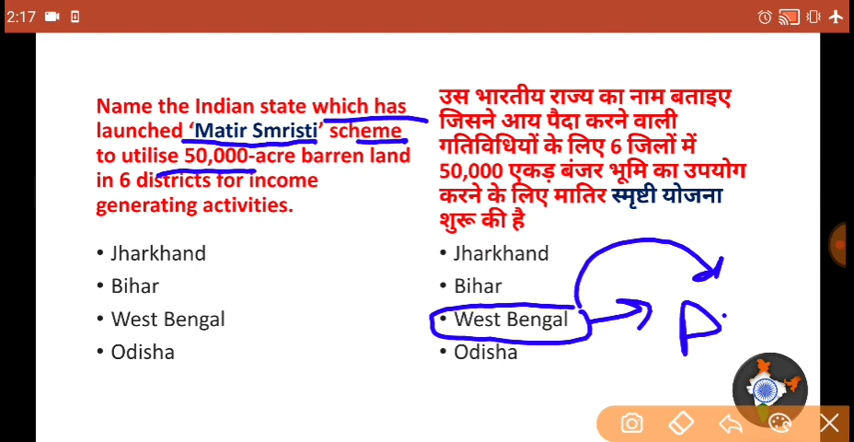 2:17
Name the Indian state which has
launched ‘Matir Smristi’ scheme
to utilise 50,000-acre barren land
in 6 districts for income
generating activities.
• Jharkhand
• Bihar
• West Bengal
• Odisha
उस भारतीय राज्य का नाम बताइए
जिसने आय पैदा करने वाली
गतिविधियों के लिए 6 जिलों में
50,000 एकड़ बंजर भूमि का उपयोग
करने के लिए मातिर स्मृष्टी योजना
शुरू की है
• Jharkhand
• Bihar
• West Bengal
• Odisha
D